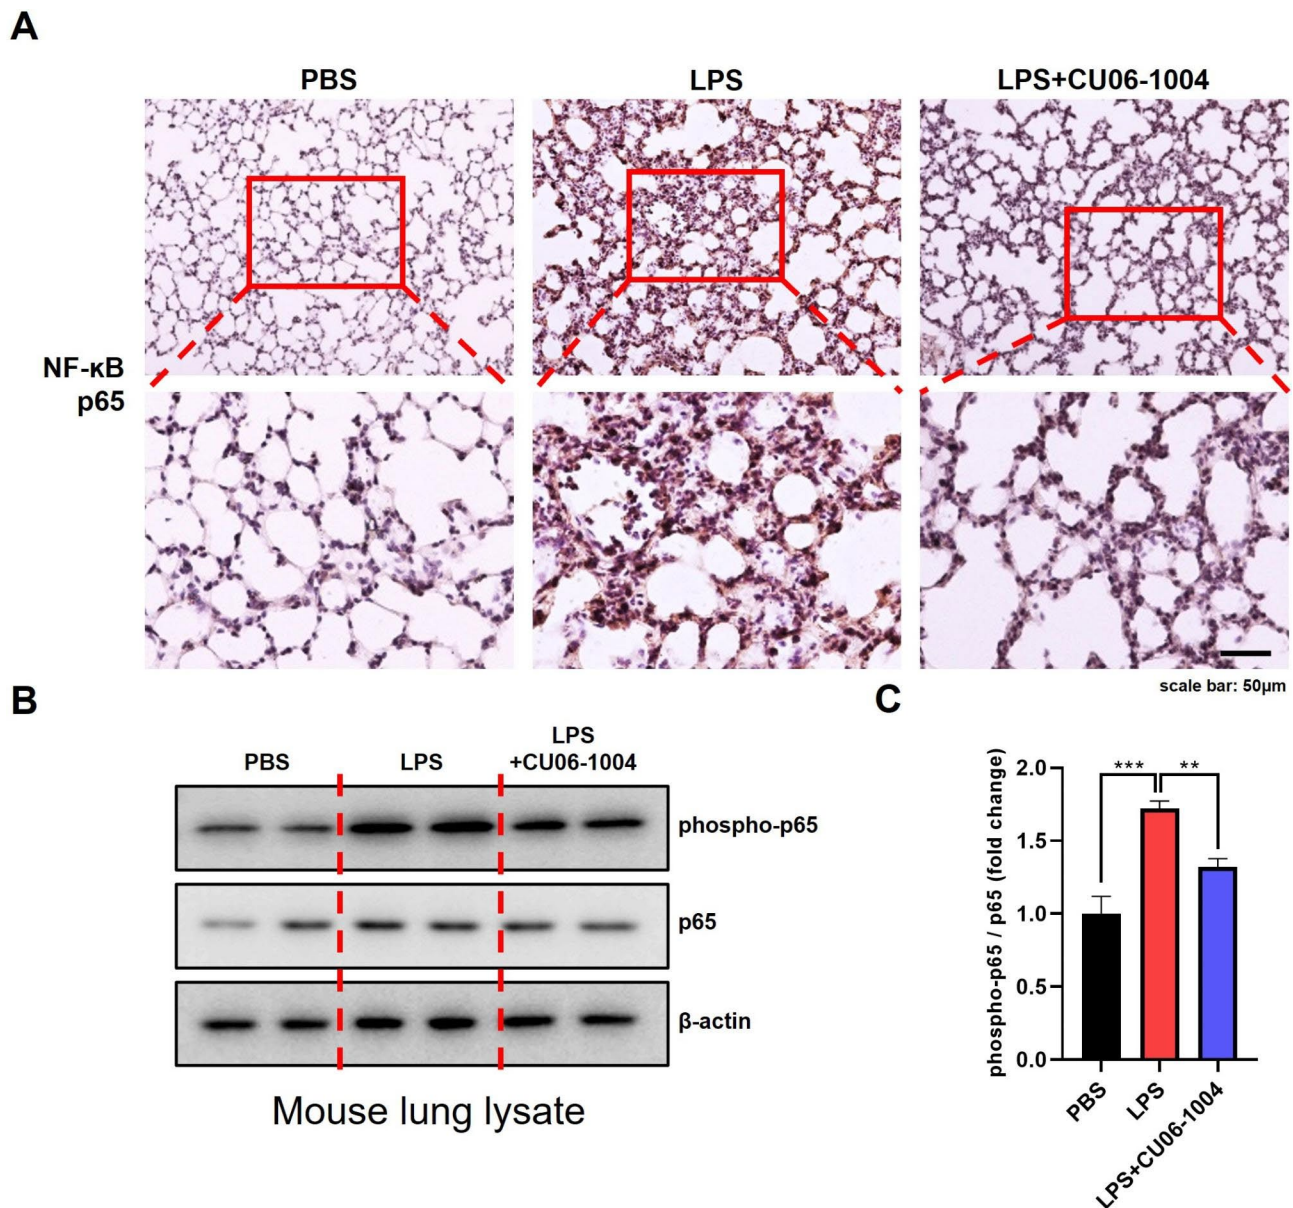 A
PBS
LPS
LPS+CU06-1004
NF-κB
p65
scale bar: 50μm
B
PBS
LPS
LPS
+CU06-1004
phospho-p65
p65
β-actin
Mouse lung lysate
C
phospho-p65 / p65 (fold change)
2.0
1.5
1.0
0.5
0.0
***
**
PBS
LPS
LPS+CU06-1004